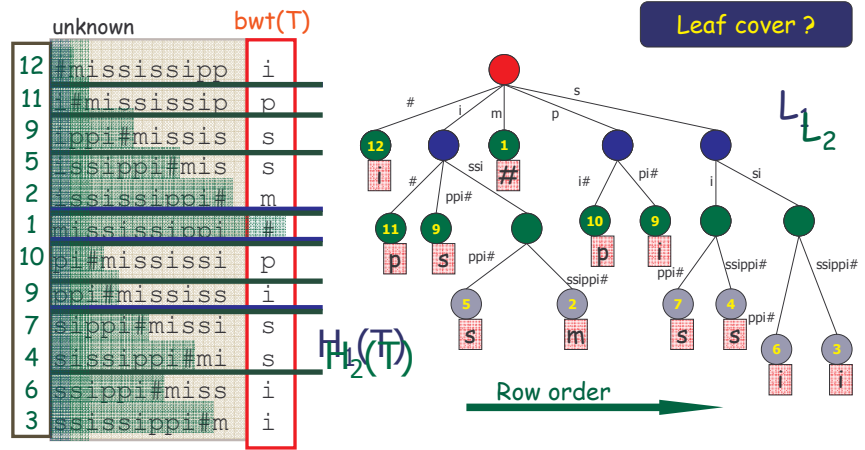 bwt(T)
unknown
Leaf cover ?
12 #mississipp i
11 i#mississip p
9 ippi#missis s
5 issippi#mis s
2 ississippi# m
1 mississippi #
10 pi#mississi p
9 ppi#mississ i
7 sippi#missi s
4 sissippi#mi s
6 ssippi#miss i
3 ssissippi#m i
H1(T)
H2(T)
L1
L2
# i m p s
12 1
i #
# ppi# ssi i# pi# i si
11 9 10 9
p s p i
ppi# ssippi# ppi# ssippi# ppi# ssippi#
5 2 7 4
s m s s
6 3
i i
Row order